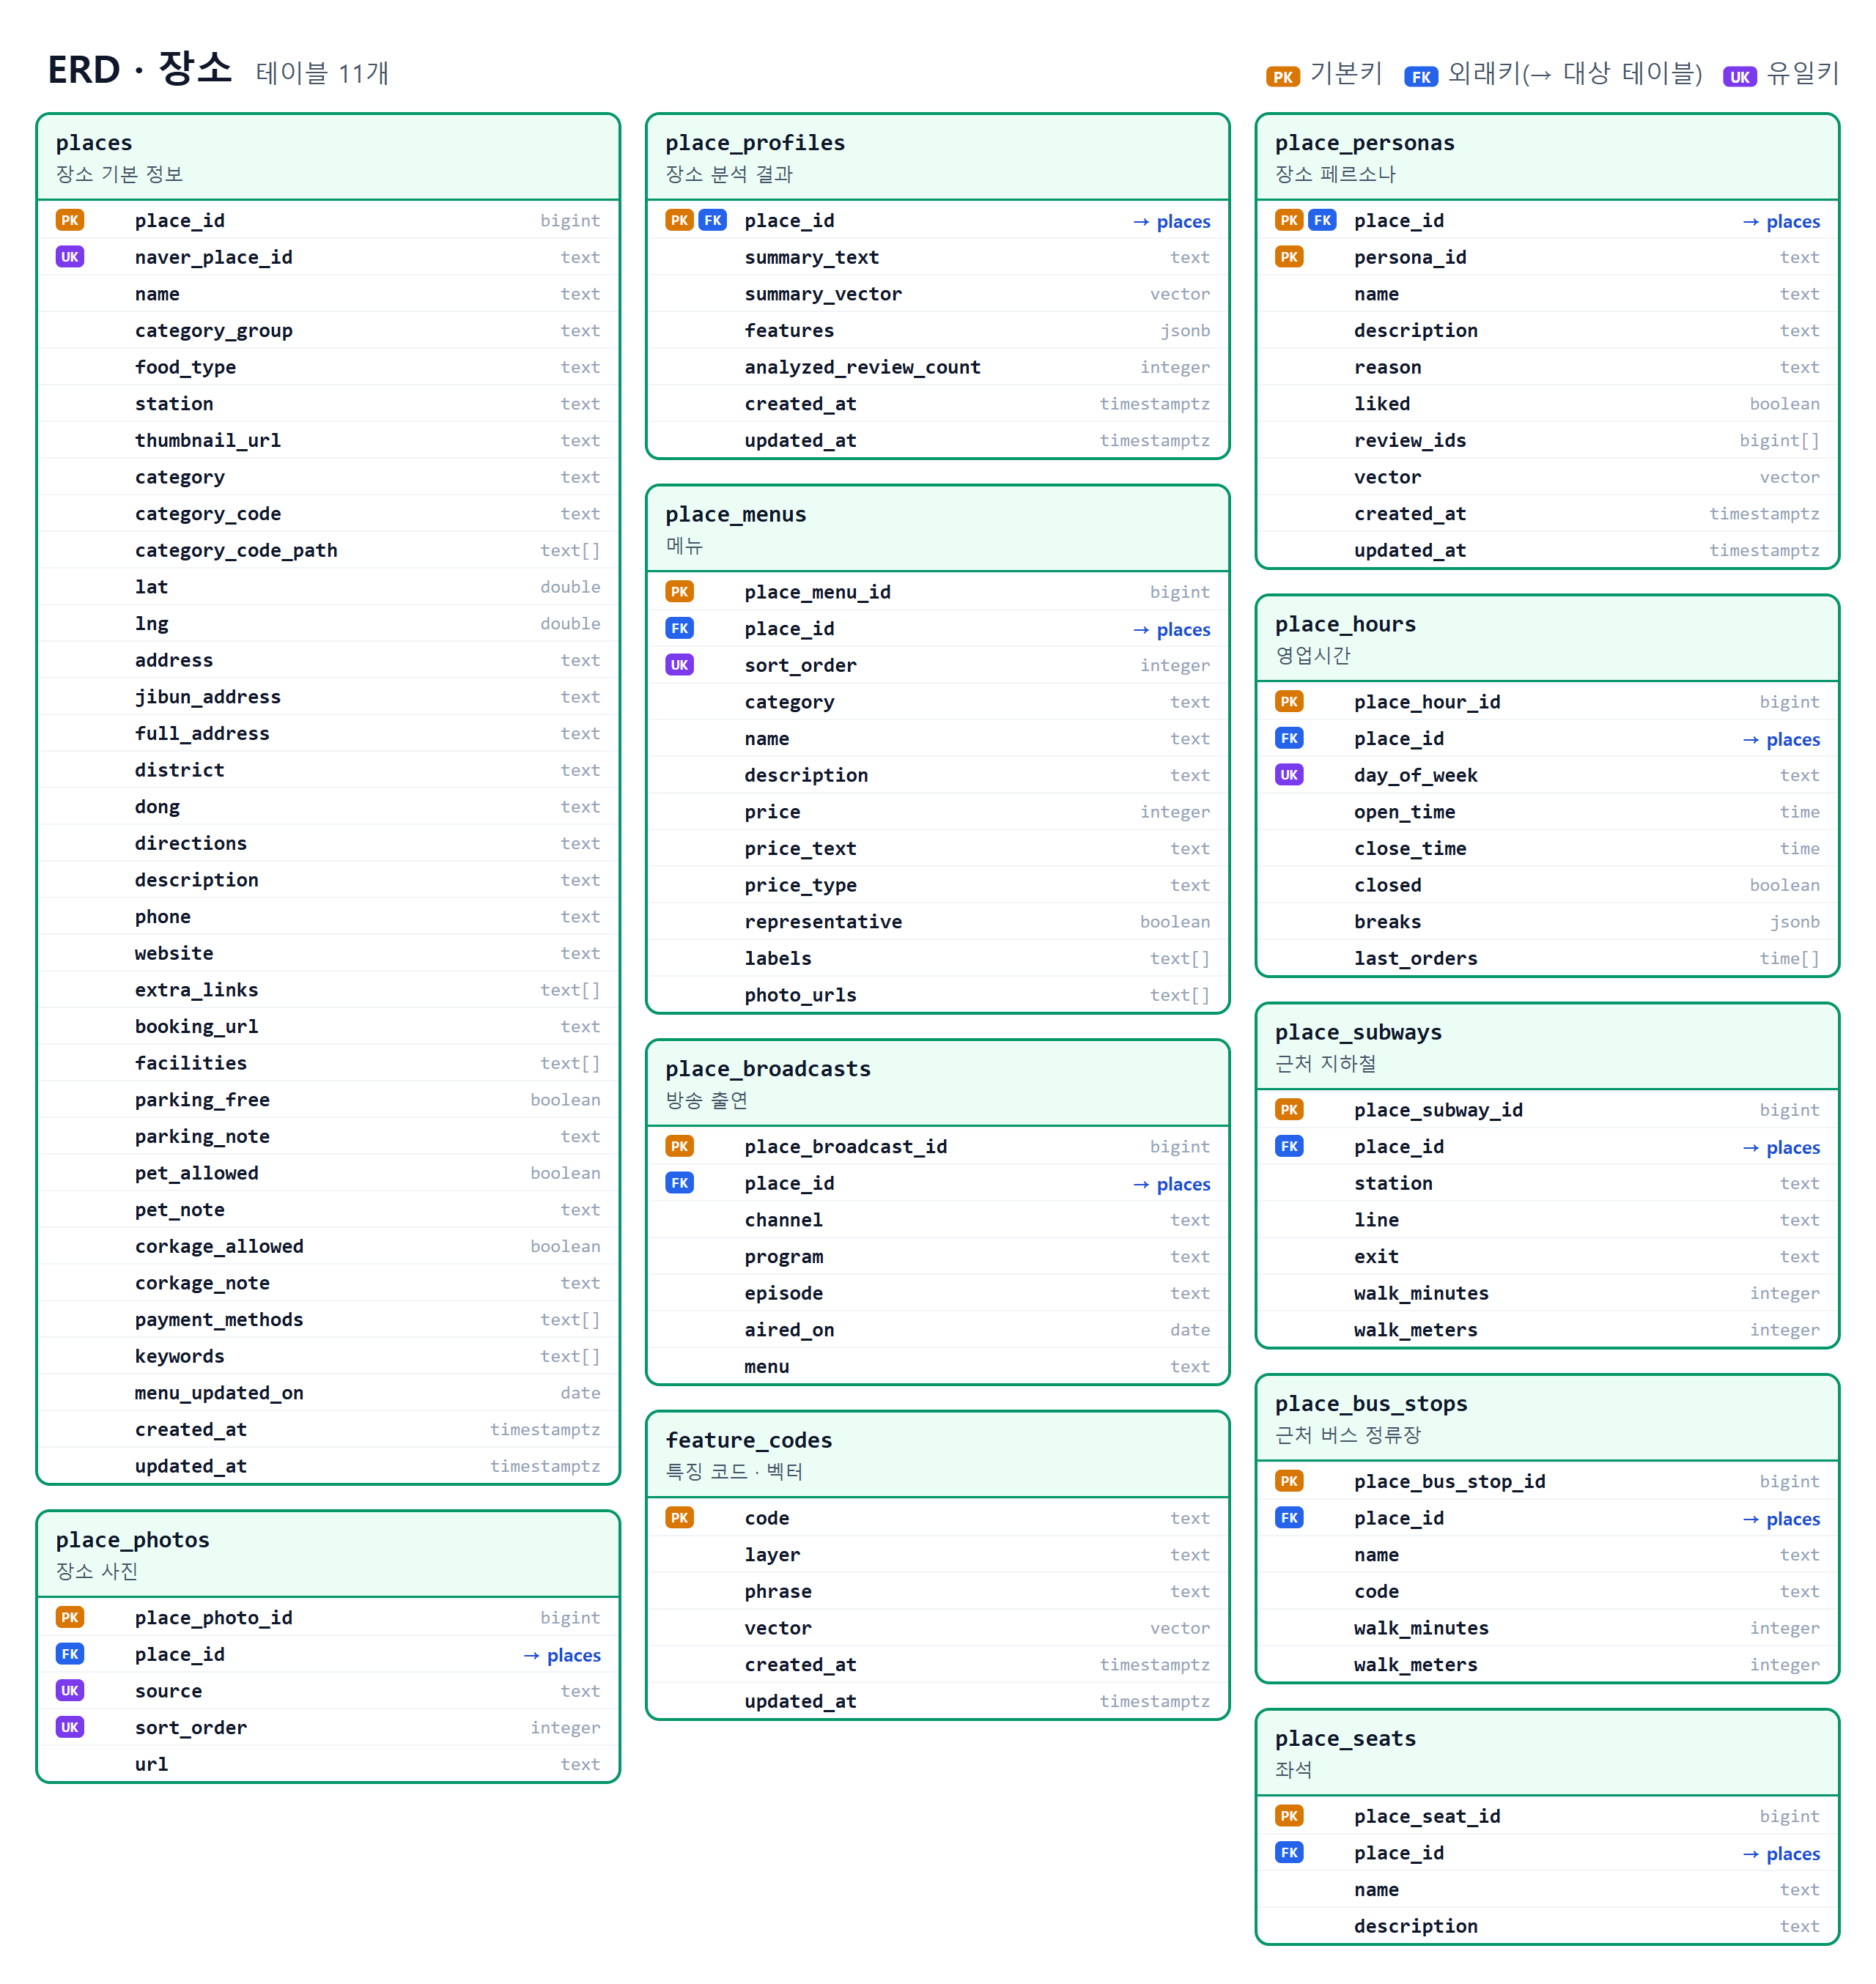 ERD · 장소 테이블 11개
PK 기본키 FK 외래키(→ 대상 테이블) UK 유일키
places
장소 기본 정보
PK place_id bigint
UK naver_place_id text
name text
category_group text
food_type text
station text
thumbnail_url text
category text
category_code text
category_code_path text[]
lat double
lng double
address text
jibun_address text
full_address text
district text
dong text
directions text
description text
phone text
website text
extra_links text[]
booking_url text
facilities text[]
parking_free boolean
parking_note text
pet_allowed boolean
pet_note text
corkage_allowed boolean
corkage_note text
payment_methods text[]
keywords text[]
menu_updated_on date
created_at timestamptz
updated_at timestamptz
place_photos
장소 사진
PK place_photo_id bigint
FK place_id → places
UK source text
UK sort_order integer
url text
place_profiles
장소 분석 결과
PK FK place_id → places
summary_text text
summary_vector vector
features jsonb
analyzed_review_count integer
created_at timestamptz
updated_at timestamptz
place_menus
메뉴
PK place_menu_id bigint
FK place_id → places
UK sort_order integer
category text
name text
description text
price integer
price_text text
price_type text
representative boolean
labels text[]
photo_urls text[]
place_broadcasts
방송 출연
PK place_broadcast_id bigint
FK place_id → places
channel text
program text
episode text
aired_on date
menu text
feature_codes
특징 코드 · 벡터
PK code text
layer text
phrase text
vector vector
created_at timestamptz
updated_at timestamptz
place_personas
장소 페르소나
PK FK place_id → places
PK persona_id text
name text
description text
reason text
liked boolean
review_ids bigint[]
vector vector
created_at timestamptz
updated_at timestamptz
place_hours
영업시간
PK place_hour_id bigint
FK place_id → places
UK day_of_week text
open_time time
close_time time
closed boolean
breaks jsonb
last_orders time[]
place_subways
근처 지하철
PK place_subway_id bigint
FK place_id → places
station text
line text
exit text
walk_minutes integer
walk_meters integer
place_bus_stops
근처 버스 정류장
PK place_bus_stop_id bigint
FK place_id → places
name text
code text
walk_minutes integer
walk_meters integer
place_seats
좌석
PK place_seat_id bigint
FK place_id → places
name text
description text